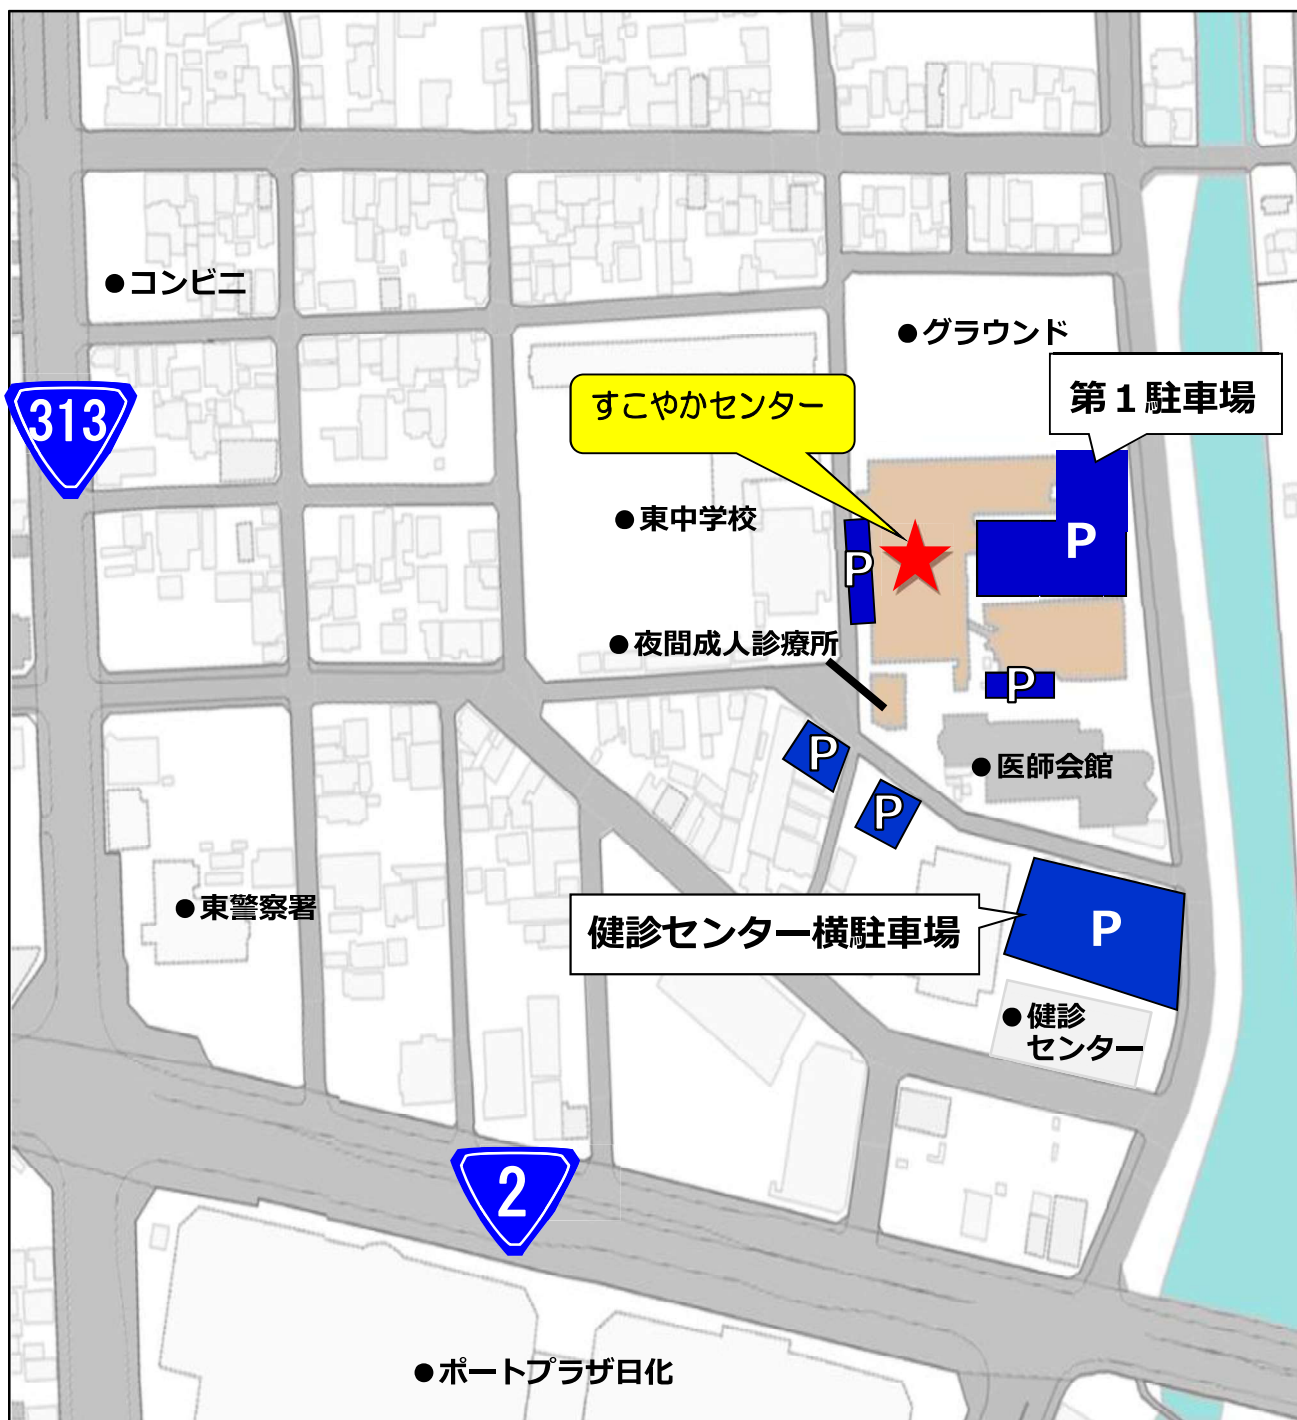 ●コンビニ
●グラウンド
第１駐車場
313
すこやかセンター
●東中学校
P
P
●夜間成人診療所
P
P
●医師会館
P
●東警察署
健診センター横駐車場
P
●健診
センター
2
●ポートプラザ日化